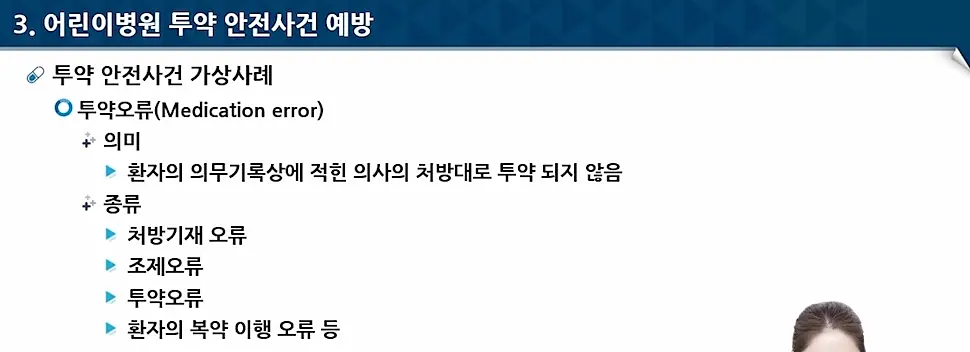 3. 어린이병원 투약 안전사건 예방
투약 안전사건 가상사례
투약오류(Medication error)
의미
환자의 의무기록상에 적힌 의사의 처방대로 투약 되지 않음
종류
처방기재 오류
조제오류
투약오류
환자의 복약 이행 오류 등